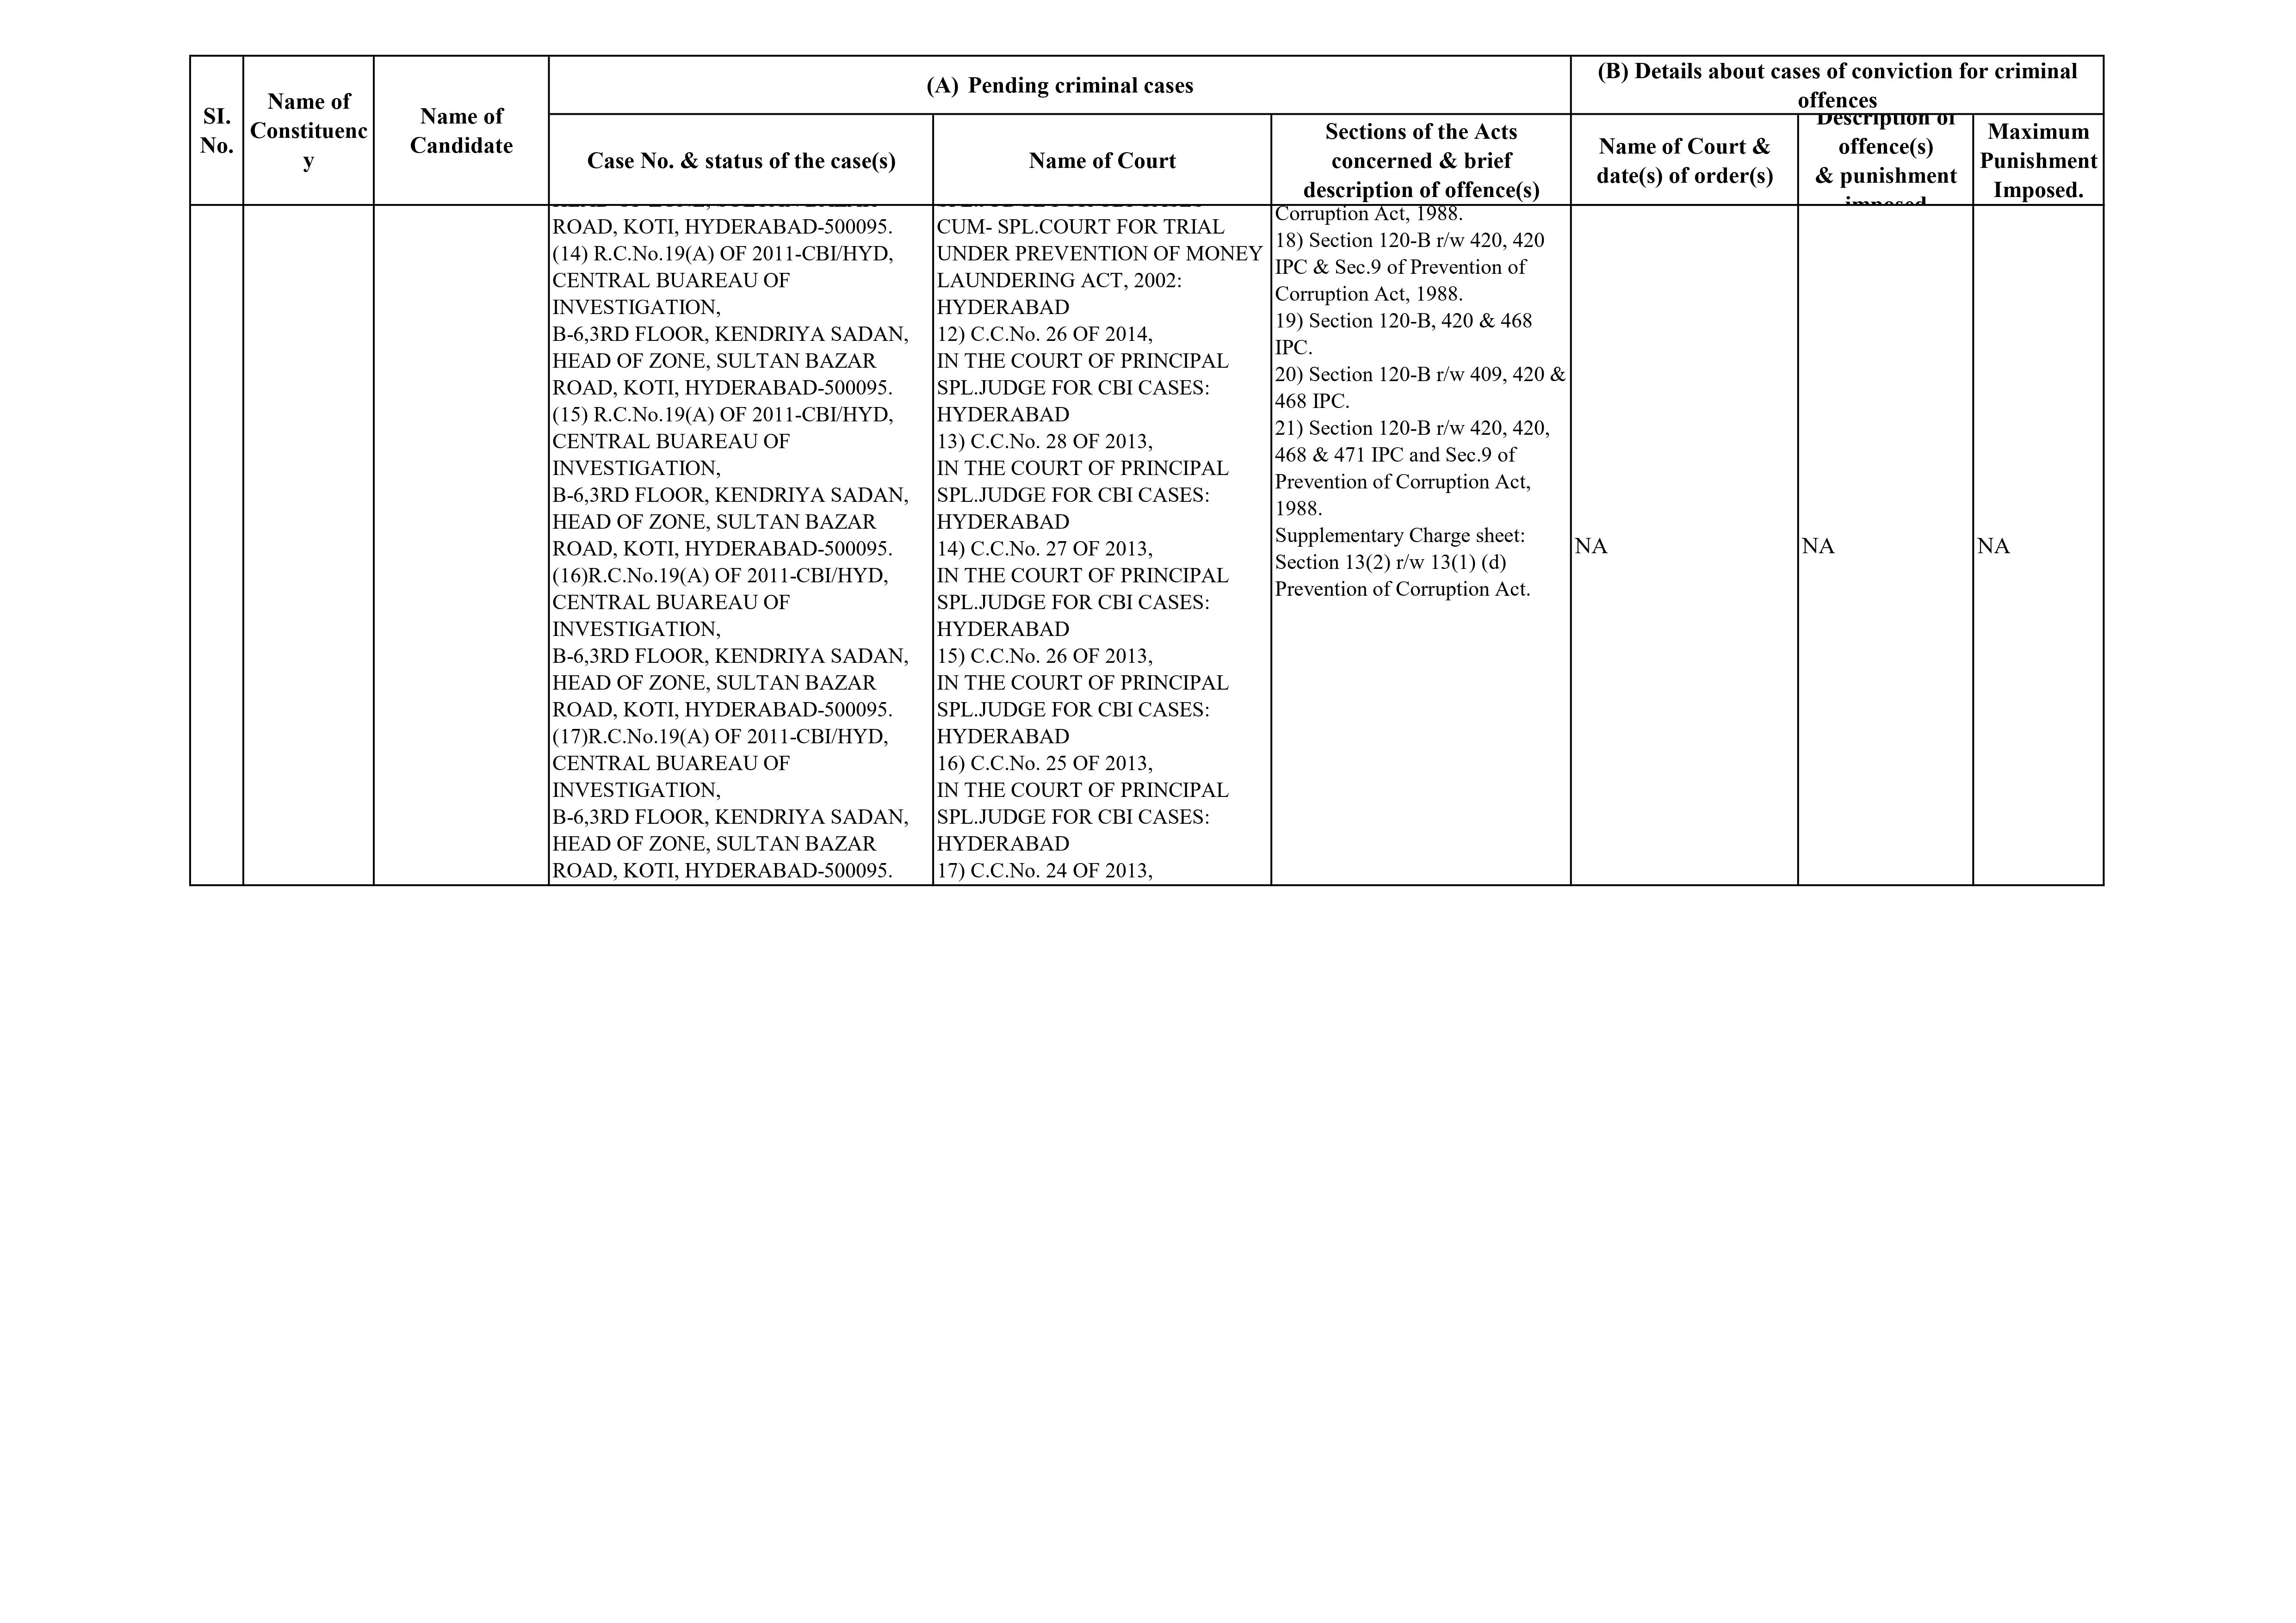 SI.
No.
Name of
Constituenc
y
Name of
Candidate
(A) Pending criminal cases
(B) Details about cases of conviction for criminal
offences
Case No. & status of the case(s)
Name of Court
Sections of the Acts
concerned & brief
description of offence(s)
Name of Court &
date(s) of order(s)
Description of
offence(s)
& punishment
imposed
Maximum
Punishment
Imposed.
ROAD, KOTI, HYDERABAD-500095.
(14) R.C.No.19(A) OF 2011-CBI/HYD,
CENTRAL BUAREAU OF
INVESTIGATION,
B-6,3RD FLOOR, KENDRIYA SADAN,
HEAD OF ZONE, SULTAN BAZAR
ROAD, KOTI, HYDERABAD-500095.
(15) R.C.No.19(A) OF 2011-CBI/HYD,
CENTRAL BUAREAU OF
INVESTIGATION,
B-6,3RD FLOOR, KENDRIYA SADAN,
HEAD OF ZONE, SULTAN BAZAR
ROAD, KOTI, HYDERABAD-500095.
(16)R.C.No.19(A) OF 2011-CBI/HYD,
CENTRAL BUAREAU OF
INVESTIGATION,
B-6,3RD FLOOR, KENDRIYA SADAN,
HEAD OF ZONE, SULTAN BAZAR
ROAD, KOTI, HYDERABAD-500095.
(17)R.C.No.19(A) OF 2011-CBI/HYD,
CENTRAL BUAREAU OF
INVESTIGATION,
B-6,3RD FLOOR, KENDRIYA SADAN,
HEAD OF ZONE, SULTAN BAZAR
ROAD, KOTI, HYDERABAD-500095.
CUM- SPL.COURT FOR TRIAL
UNDER PREVENTION OF MONEY
LAUNDERING ACT, 2002:
HYDERABAD
12) C.C.No. 26 OF 2014,
IN THE COURT OF PRINCIPAL
SPL.JUDGE FOR CBI CASES:
HYDERABAD
13) C.C.No. 28 OF 2013,
IN THE COURT OF PRINCIPAL
SPL.JUDGE FOR CBI CASES:
HYDERABAD
14) C.C.No. 27 OF 2013,
IN THE COURT OF PRINCIPAL
SPL.JUDGE FOR CBI CASES:
HYDERABAD
15) C.C.No. 26 OF 2013,
IN THE COURT OF PRINCIPAL
SPL.JUDGE FOR CBI CASES:
HYDERABAD
16) C.C.No. 25 OF 2013,
IN THE COURT OF PRINCIPAL
SPL.JUDGE FOR CBI CASES:
HYDERABAD
17) C.C.No. 24 OF 2013,
Corruption Act, 1988.
18) Section 120-B r/w 420, 420
IPC & Sec.9 of Prevention of
Corruption Act, 1988.
19) Section 120-B, 420 & 468
IPC.
20) Section 120-B r/w 409, 420 &
468 IPC.
21) Section 120-B r/w 420, 420,
468 & 471 IPC and Sec.9 of
Prevention of Corruption Act,
1988.
Supplementary Charge sheet:
Section 13(2) r/w 13(1) (d)
Prevention of Corruption Act.
NA
NA
NA